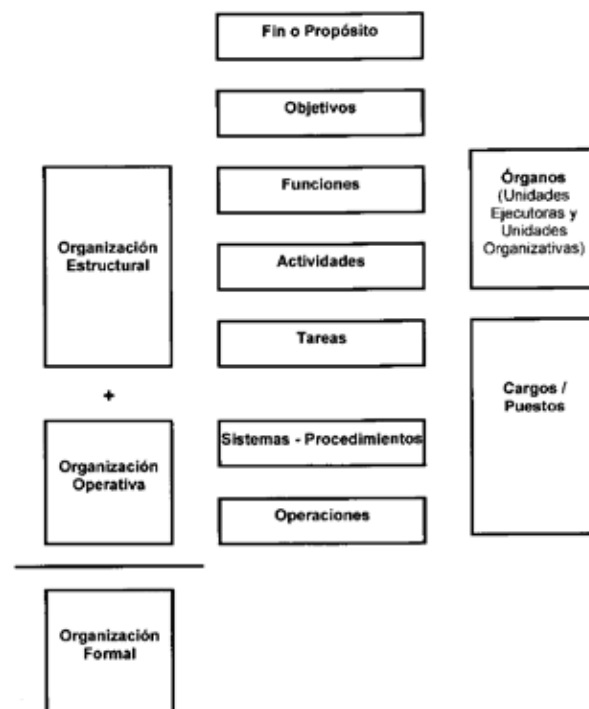 Fin o Propósito
Objetivos
Funciones
Actividades
Tareas
Sistemas - Procedimientos
Operaciones
Organización
Estructural
+
Organización
Operativa
Organización
Formal
Órganos
(Unidades
Ejecutoras y
Unidades
Organizativas)
Cargos /
Puestos